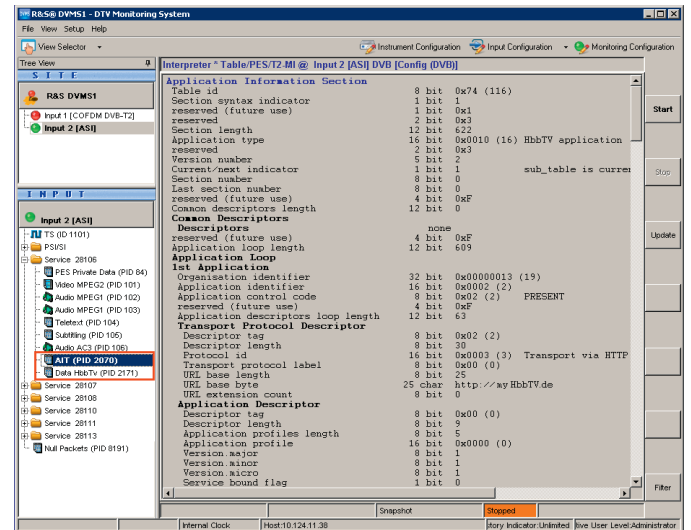 R&S® DVMS1 - DTV Monitoring System
File View Setup Help
View Selector
Instrument Configuration
Input Configuration
Monitoring Configuration
Tree View
SITE
R&S DVMS1
Input 1 [COFDM DVB-T2]
Input 2 [ASI]
INPUT
Input 2 [ASI]
TS (ID 1101)
PSI/SI
Service 28106
PES Private Data (PID 84)
Video MPEG2 (PID 101)
Audio MPEG1 (PID 102)
Audio MPEG1 (PID 103)
Teletext (PID 104)
Subtitling (PID 105)
Audio AC3 (PID 106)
AIT (PID 2070)
Data HbbTv (PID 2171)
Service 28107
Service 28108
Service 28110
Service 28111
Service 28113
Null Packets (PID 8191)
Interpreter * Table/PES/T2-MI @ Input 2 [ASI] DVB [Config (DVB)]
Application Information Section
Table id 8 bit 0x74 (116)
Section syntax indicator 1 bit 1
reserved (future use) 1 bit 0x1
reserved 2 bit 0x3
Section length 12 bit 622
Application type 16 bit 0x0010 (16) HbbTV application
reserved 2 bit 0x3
Version number 5 bit 2
Current/next indicator 1 bit 1 sub_table is curren
Section number 8 bit 0
Last section number 8 bit 0
reserved (future use) 4 bit 0xF
Common descriptors length 12 bit 0
Common Descriptors
Descriptors none
reserved (future use) 4 bit 0xF
Application loop length 12 bit 609
Application Loop
1st Application
Organisation identifier 32 bit 0x00000013 (19)
Application identifier 16 bit 0x0002 (2)
Application control code 8 bit 0x02 (2) PRESENT
reserved (future use) 4 bit 0xF
Application descriptors loop length 12 bit 63
Transport Protocol Descriptor
Descriptor tag 8 bit 0x02 (2)
Descriptor length 8 bit 30
Protocol id 16 bit 0x0003 (3) Transport via HTTP
Transport protocol label 8 bit 0x00 (0)
URL base length 8 bit 25
URL base byte 25 char http://myHbbTV.de
URL extension count 8 bit 0
Application Descriptor
Descriptor tag 8 bit 0x00 (0)
Descriptor length 8 bit 9
Application profiles length 8 bit 5
Application profile 16 bit 0x0000 (0)
Version.major 8 bit 1
Version.minor 8 bit 1
Version.micro 8 bit 1
Service bound flag 1 bit 0
Start
Stop
Update
Filter
Snapshot
Stopped
Internal Clock
Host:10.124.11.38
tory Indicator:Unlimited
tive User Level:Administrator